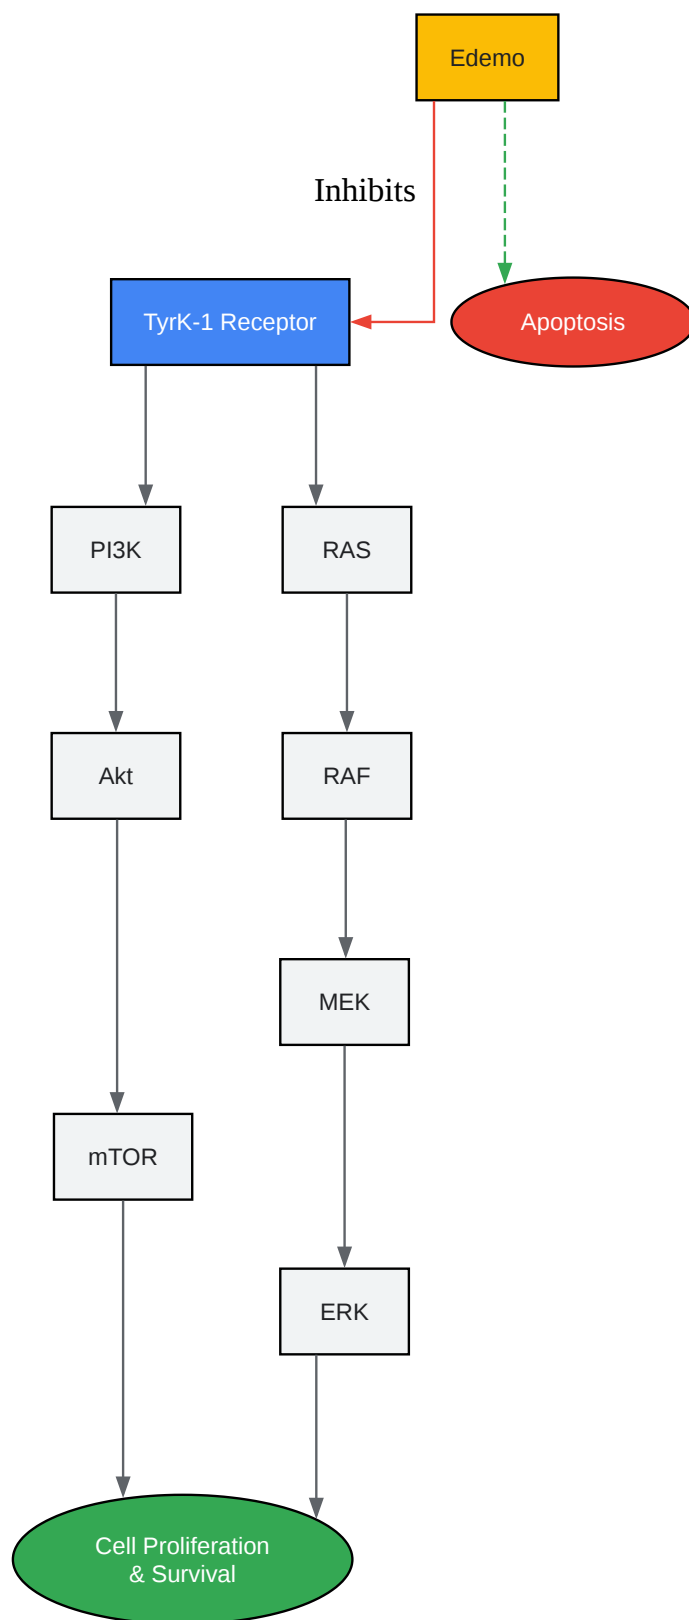 Edemo
Inhibits
TyrK-1 Receptor
Apoptosis
PI3K
RAS
Akt
RAF
MEK
mTOR
ERK
Cell Proliferation
& Survival